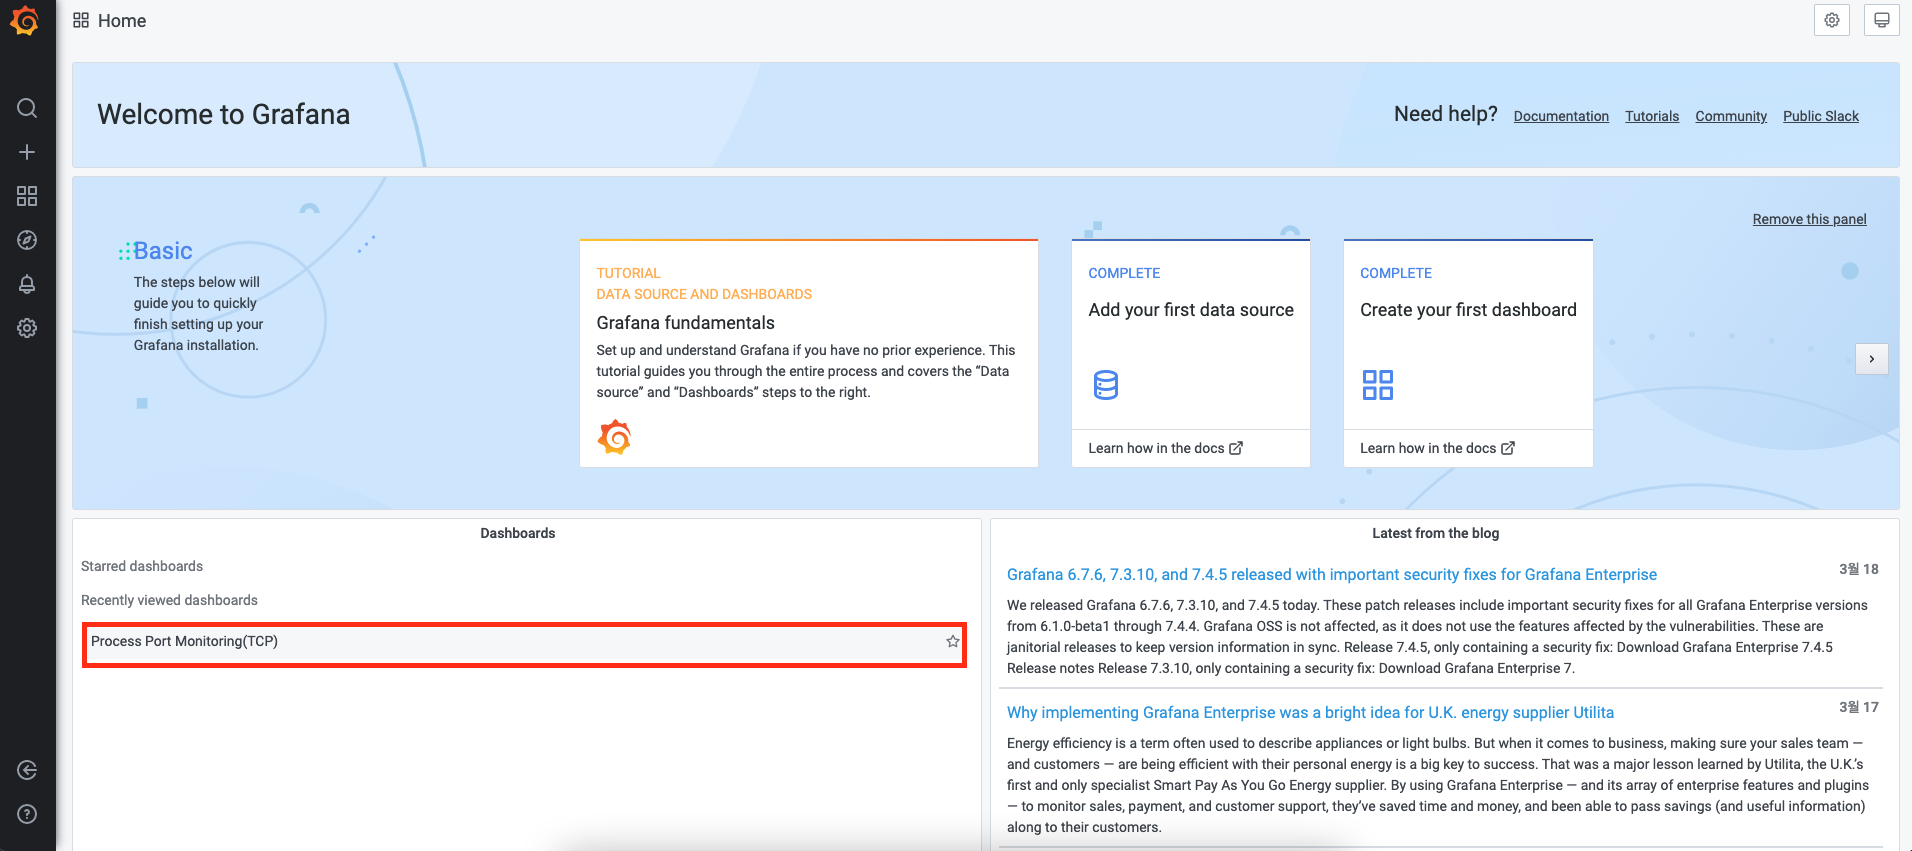 Home
Welcome to Grafana
Need help? Documentation Tutorials Community Public Slack
Remove this panel
Basic
The steps below will
guide you to quickly
finish setting up your
Grafana installation.
TUTORIAL
DATA SOURCE AND DASHBOARDS
Grafana fundamentals
Set up and understand Grafana if you have no prior experience. This
tutorial guides you through the entire process and covers the “Data
source” and “Dashboards” steps to the right.
COMPLETE
Add your first data source
Learn how in the docs
COMPLETE
Create your first dashboard
Learn how in the docs
Dashboards
Starred dashboards
Recently viewed dashboards
Process Port Monitoring(TCP)
Latest from the blog
Grafana 6.7.6, 7.3.10, and 7.4.5 released with important security fixes for Grafana Enterprise
3월 18
We released Grafana 6.7.6, 7.3.10, and 7.4.5 today. These patch releases include important security fixes for all Grafana Enterprise versions
from 6.1.0-beta1 through 7.4.4. Grafana OSS is not affected, as it does not use the features affected by the vulnerabilities. These are
janitorial releases to keep version information in sync. Release 7.4.5, only containing a security fix: Download Grafana Enterprise 7.4.5
Release notes Release 7.3.10, only containing a security fix: Download Grafana Enterprise 7.
Why implementing Grafana Enterprise was a bright idea for U.K. energy supplier Utilita
3월 17
Energy efficiency is a term often used to describe appliances or light bulbs. But when it comes to business, making sure your sales team —
and customers — are being efficient with their personal energy is a big key to success. That was a major lesson learned by Utilita, the U.K.’s
first and only specialist Smart Pay As You Go Energy supplier. By using Grafana Enterprise — and its array of enterprise features and plugins
— to monitor sales, payment, and customer support, they’ve saved time and money, and been able to pass savings (and useful information)
along to their customers.